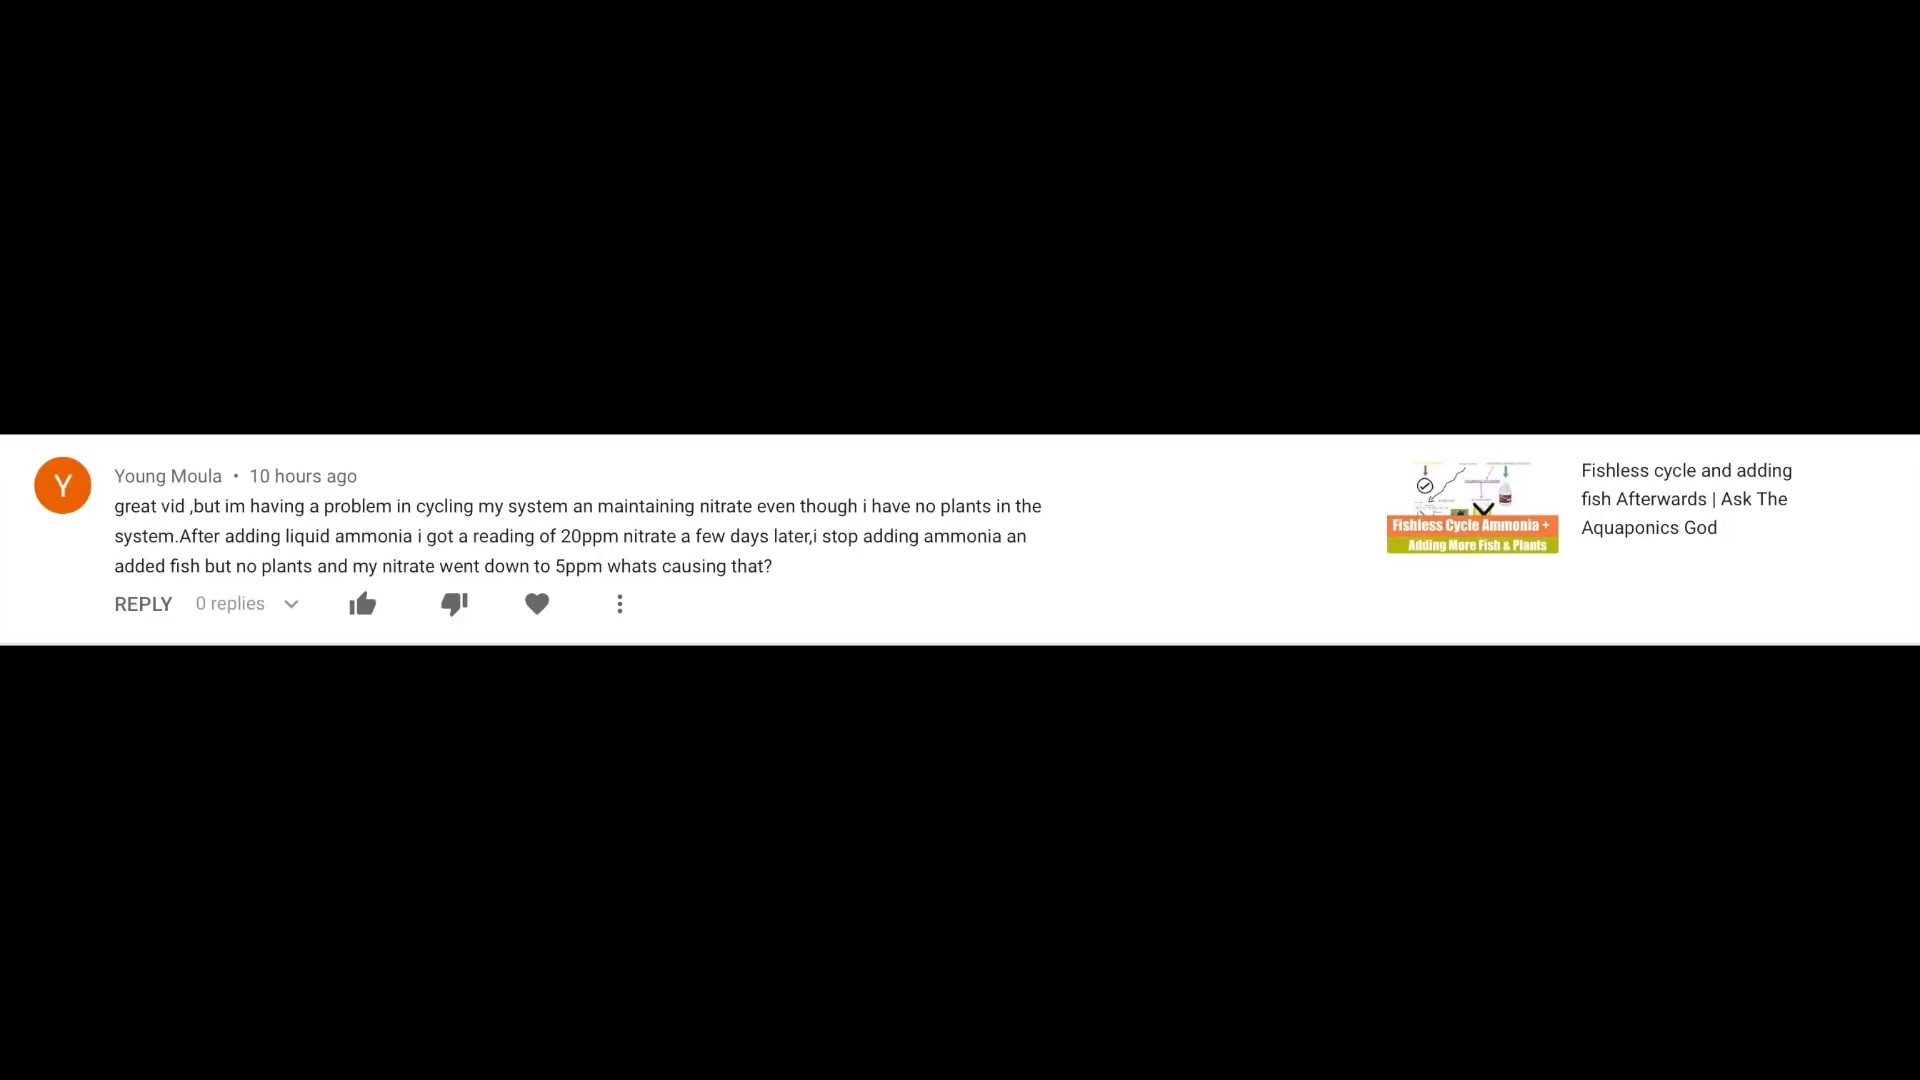 Y
Young Moula • 10 hours ago
great vid ,but im having a problem in cycling my system an maintaining nitrate even though i have no plants in the
system.After adding liquid ammonia i got a reading of 20ppm nitrate a few days later,i stop adding ammonia an
added fish but no plants and my nitrate went down to 5ppm whats causing that?
REPLY 0 replies
Fishless Cycle Ammonia +
Adding More Fish & Plants
Fishless cycle and adding
fish Afterwards | Ask The
Aquaponics God